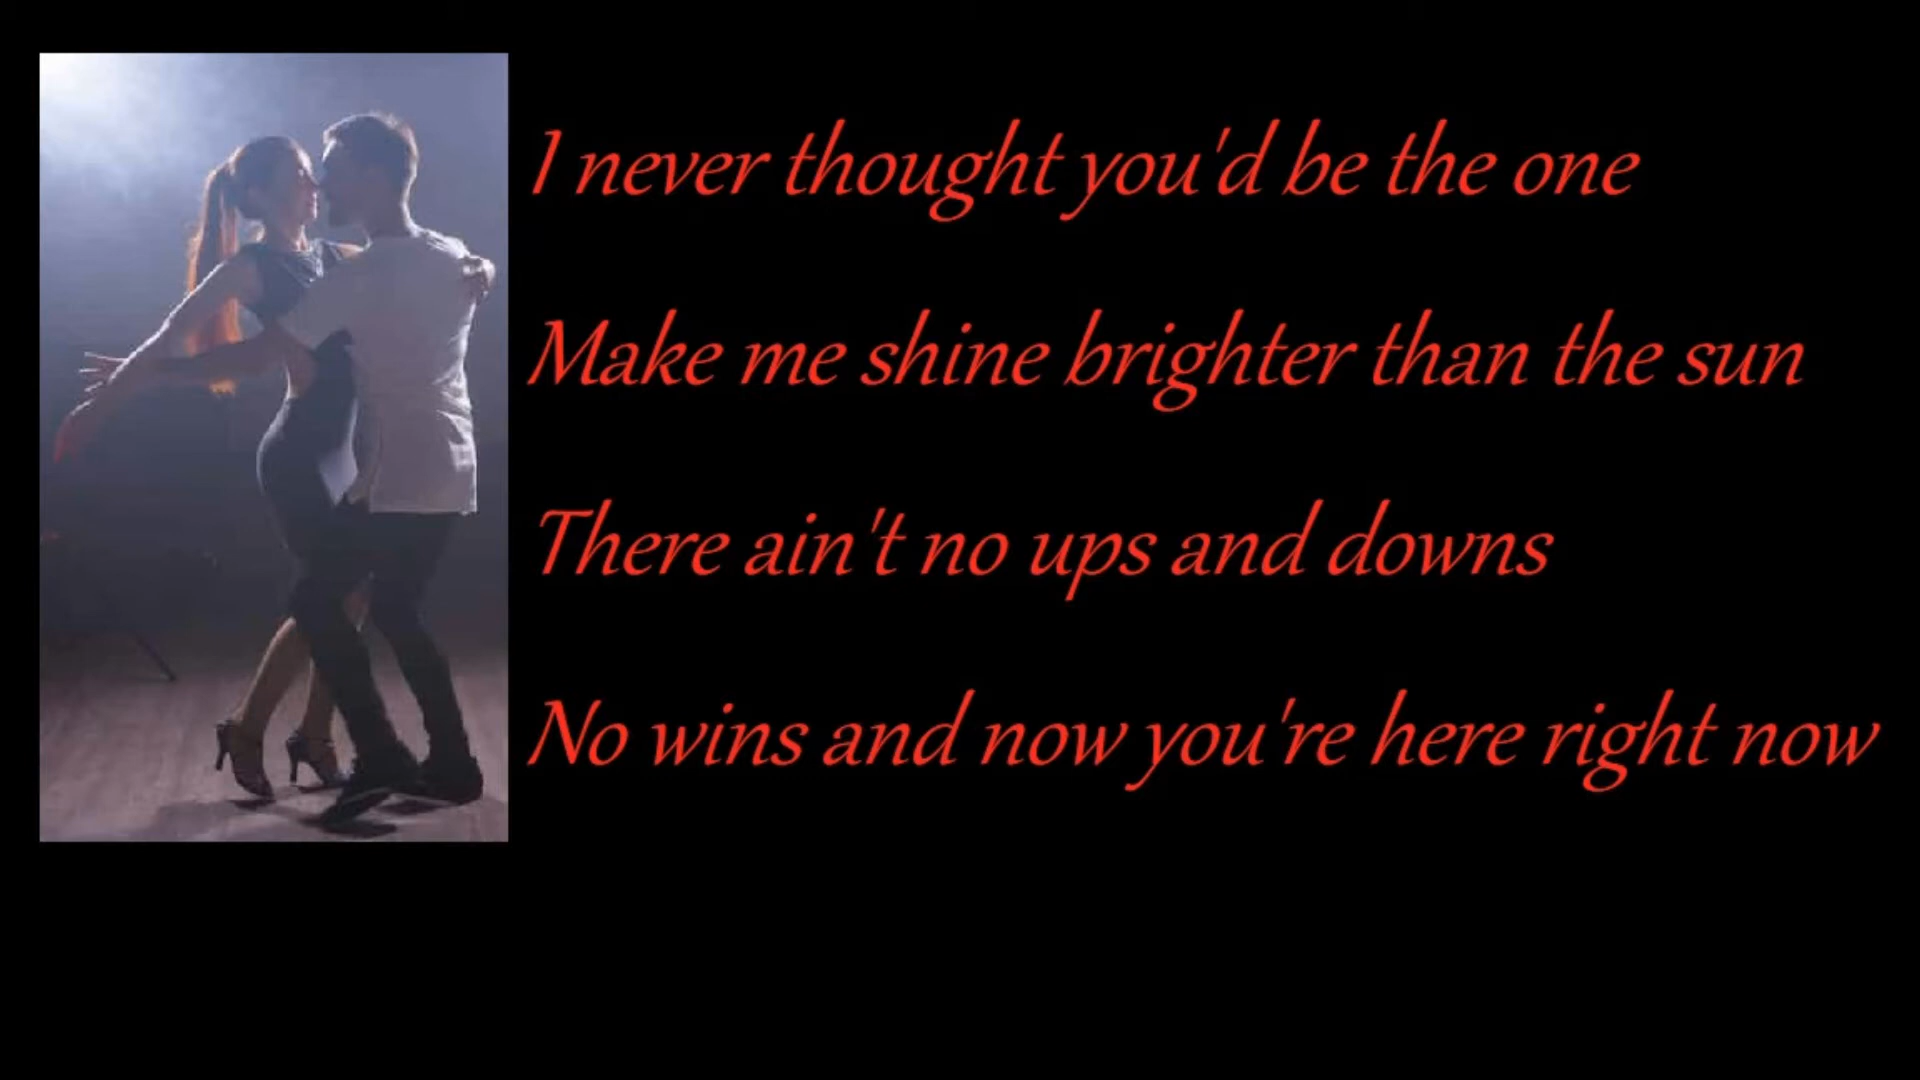 I never thought you'd be the one
Make me shine brighter than the sun
There ain't no ups and downs
No wins and now you're here right now